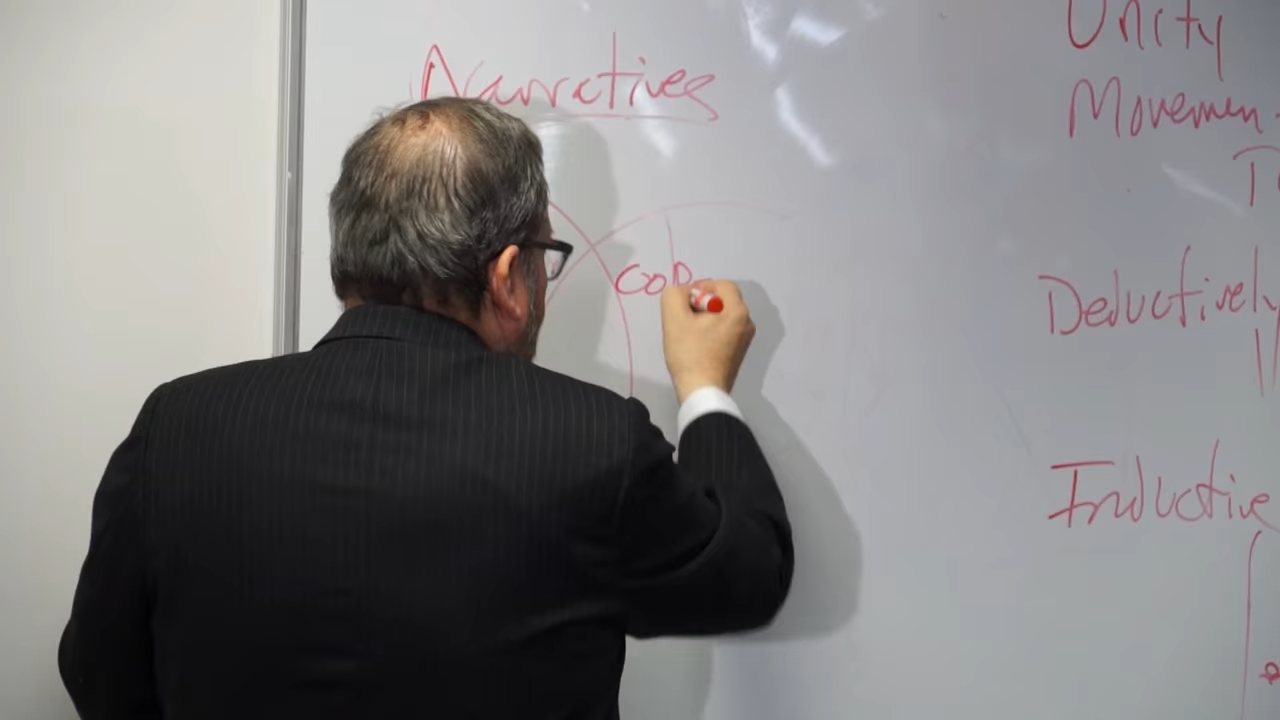 Narratives
Unity
Movemen
Deductively
Inductive